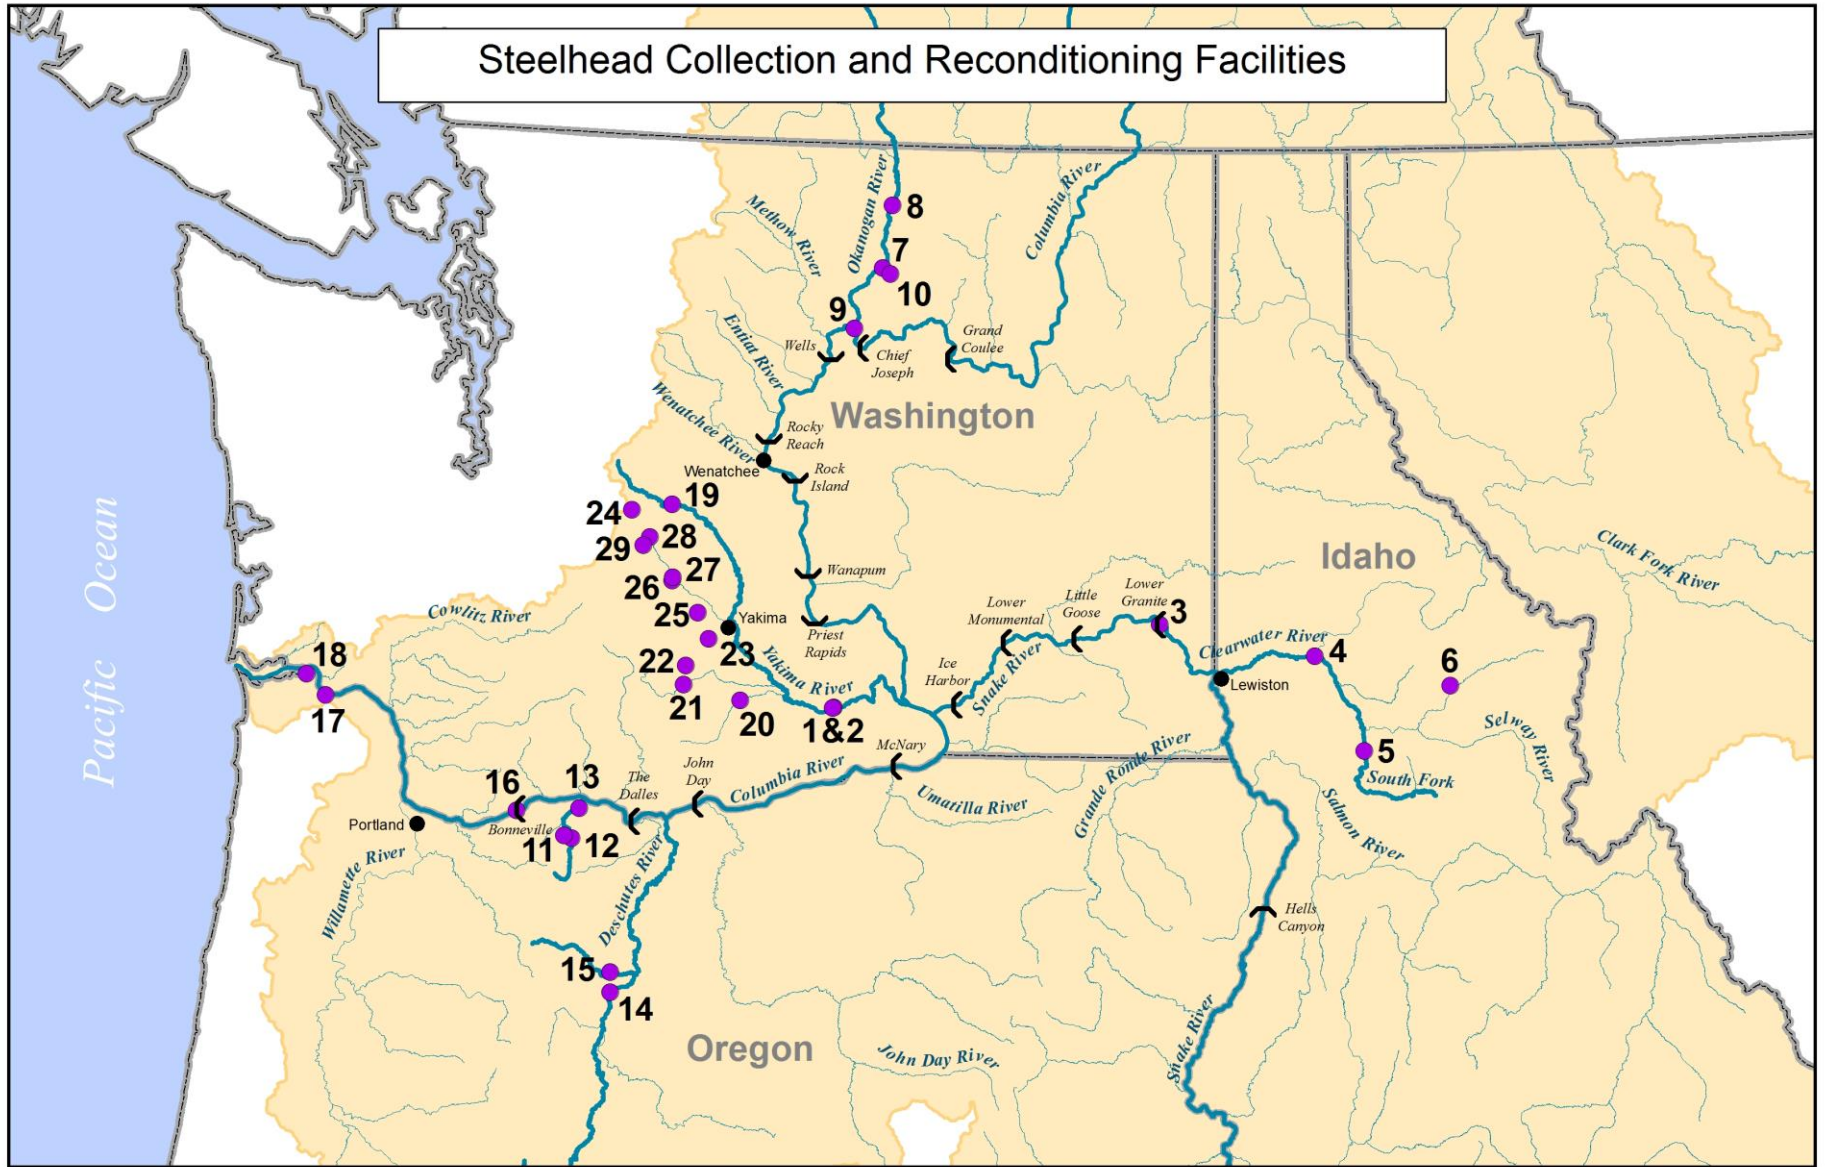 Steelhead Collection and Reconditioning Facilities
Okanogan River
Columbia River
Methow River
8
7
10
9
Entiat River
Wells
Chief
Joseph
Grand
Coulee
Wenatchee River
Washington
Rocky
Reach
Wenatchee
Rock
Island
19
24
28
29
27
26
25
Wanapum
Yakima
23
22
21
20
Priest
Rapids
Yakima River
1&2
Pacific Ocean
Cowlitz River
18
17
Idaho
Clark Fork River
Lower
Granite
3
Little
Goose
Lower
Monumental
Ice
Harbor
Snake River
Clearwater River
4
6
Lewiston
Selway River
5
South Fork
McNary
John
Day
Columbia River
The
Dalles
13
16
Bonneville
11
12
Portland
Willamette River
Umatilla River
Grande Ronde River
Salmon River
Deschutes River
Hells
Canyon
15
14
Oregon
John Day River
Snake River